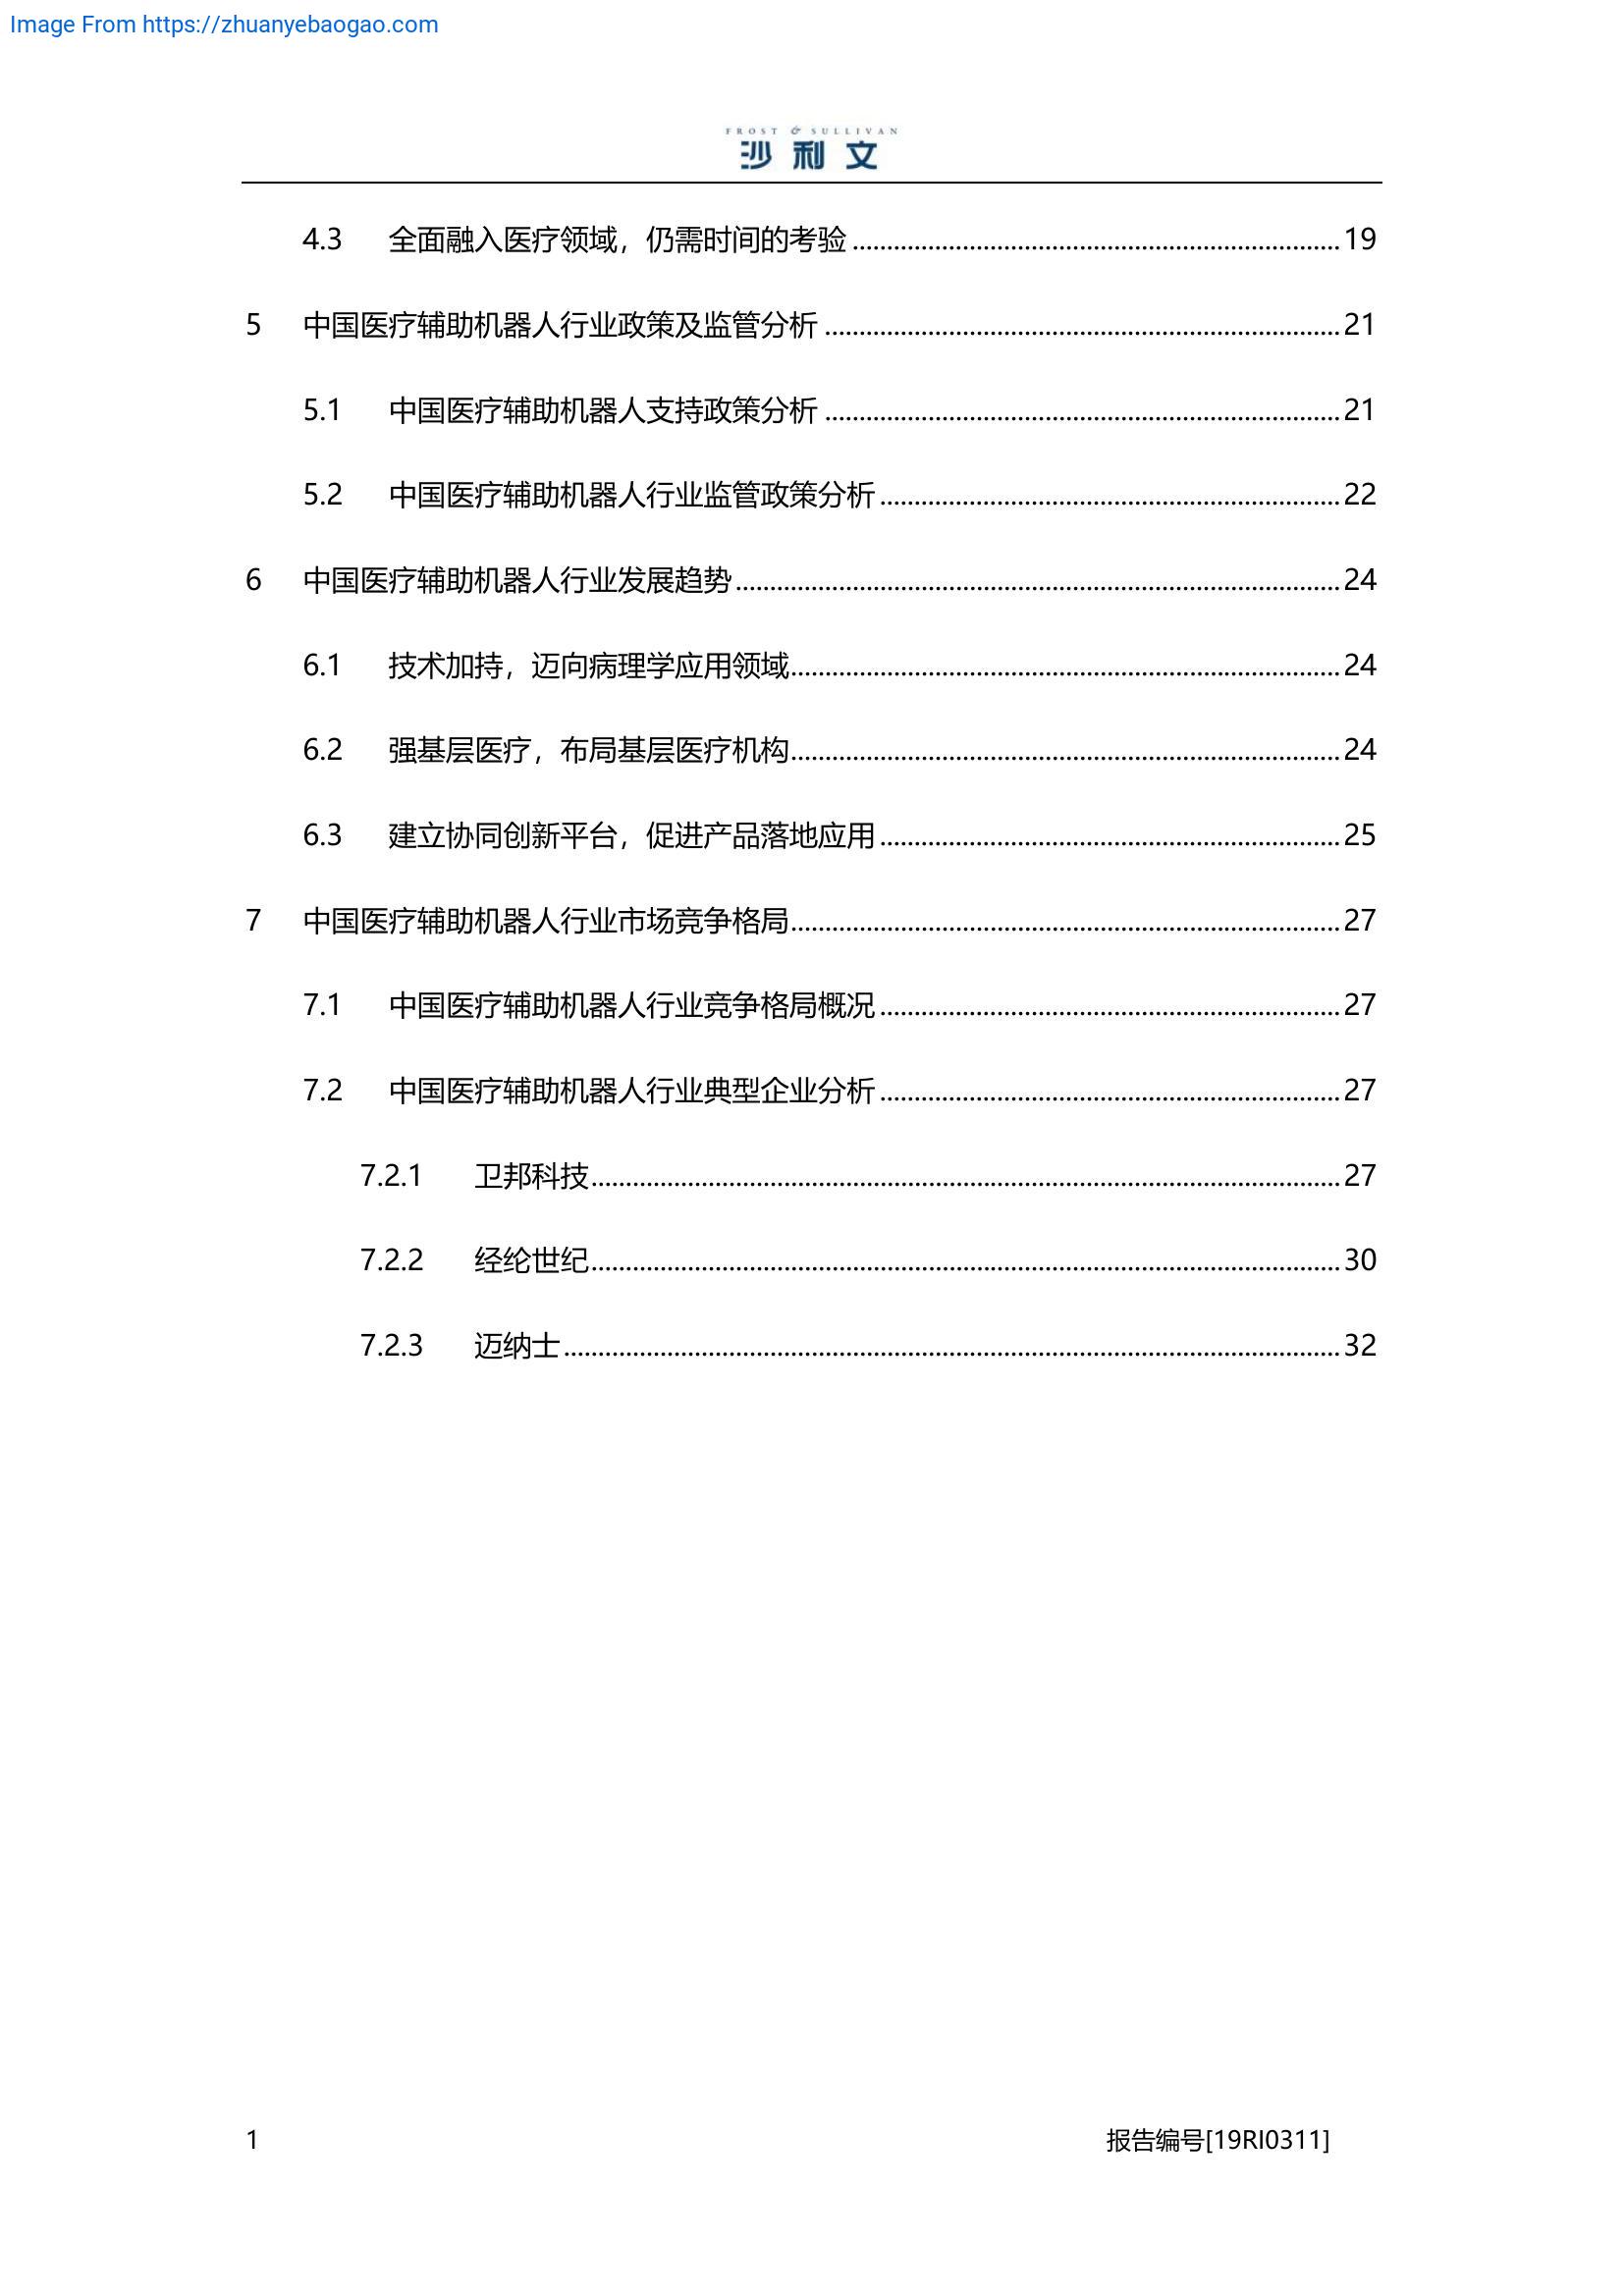 Image From https://zhuanyebaogao.com
FROST & SULLIVAN
沙利文
4.3 全面融入医疗领域，仍需时间的考验 19
5 中国医疗辅助机器人行业政策及监管分析 21
5.1 中国医疗辅助机器人支持政策分析 21
5.2 中国医疗辅助机器人行业监管政策分析 22
6 中国医疗辅助机器人行业发展趋势 24
6.1 技术加持，迈向病理学应用领域 24
6.2 强基层医疗，布局基层医疗机构 24
6.3 建立协同创新平台，促进产品落地应用 25
7 中国医疗辅助机器人行业市场竞争格局 27
7.1 中国医疗辅助机器人行业竞争格局概况 27
7.2 中国医疗辅助机器人行业典型企业分析 27
7.2.1 卫邦科技 27
7.2.2 经纶世纪 30
7.2.3 迈纳士 32
1 报告编号[19RI0311]